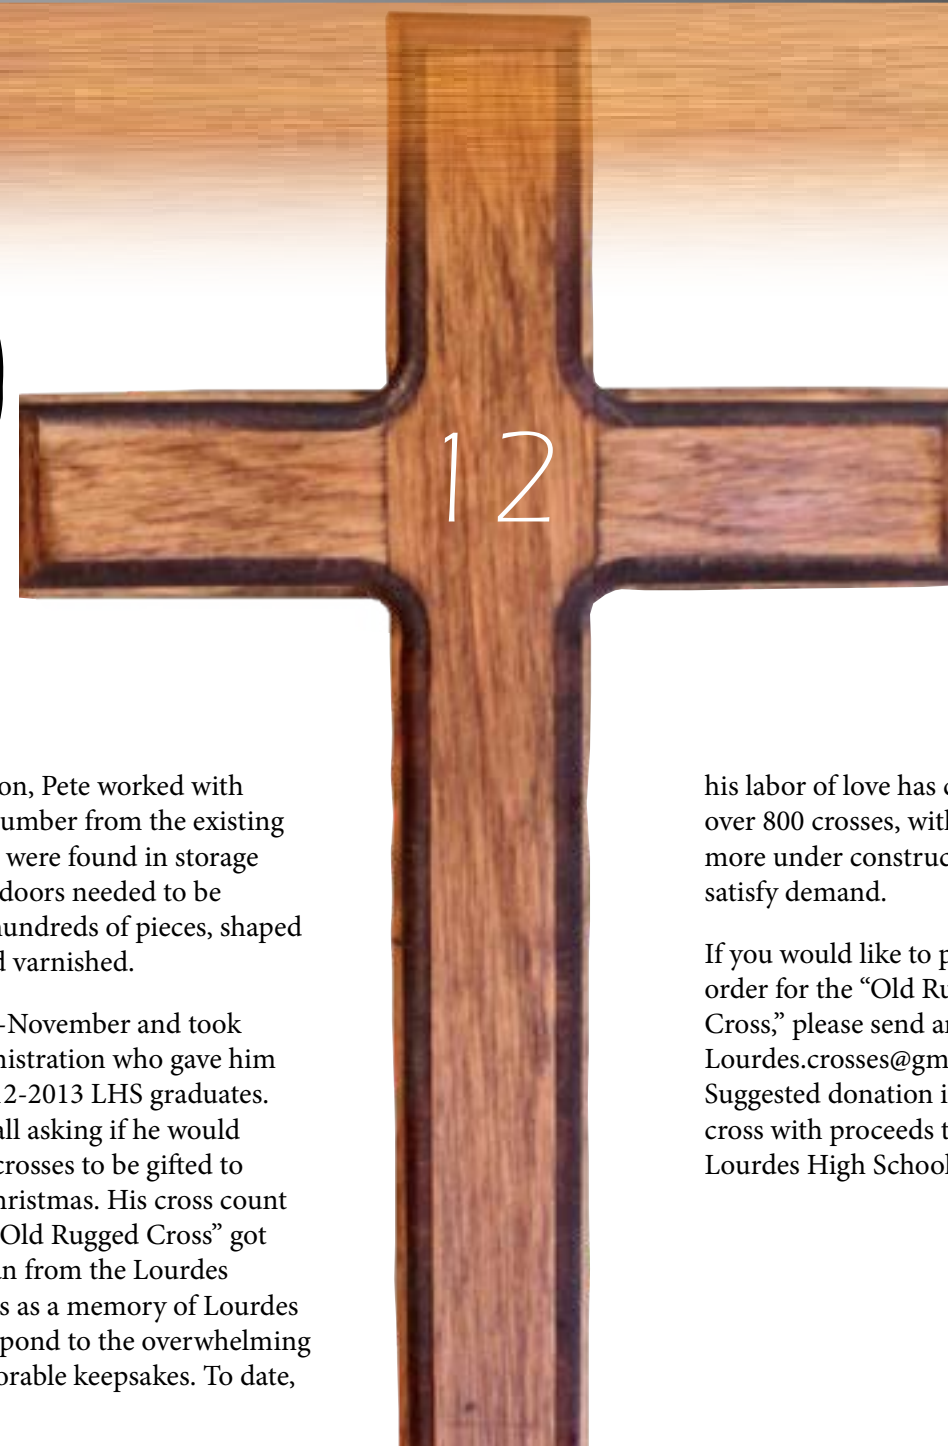 12
on, Pete worked with
umber from the existing
were found in storage
doors needed to be
hundreds of pieces, shaped
d varnished.
-November and took
nistration who gave him
12-2013 LHS graduates.
all asking if he would
crosses to be gifted to
hristmas. His cross count
Old Rugged Cross” got
an from the Lourdes
s as a memory of Lourdes
pond to the overwhelming
orable keepsakes. To date,
his labor of love has
over 800 crosses, with
more under construc
satisfy demand.
If you would like to p
order for the “Old Ru
Cross,” please send a
Lourdes.crosses@gm
Suggested donation i
cross with proceeds t
Lourdes High School